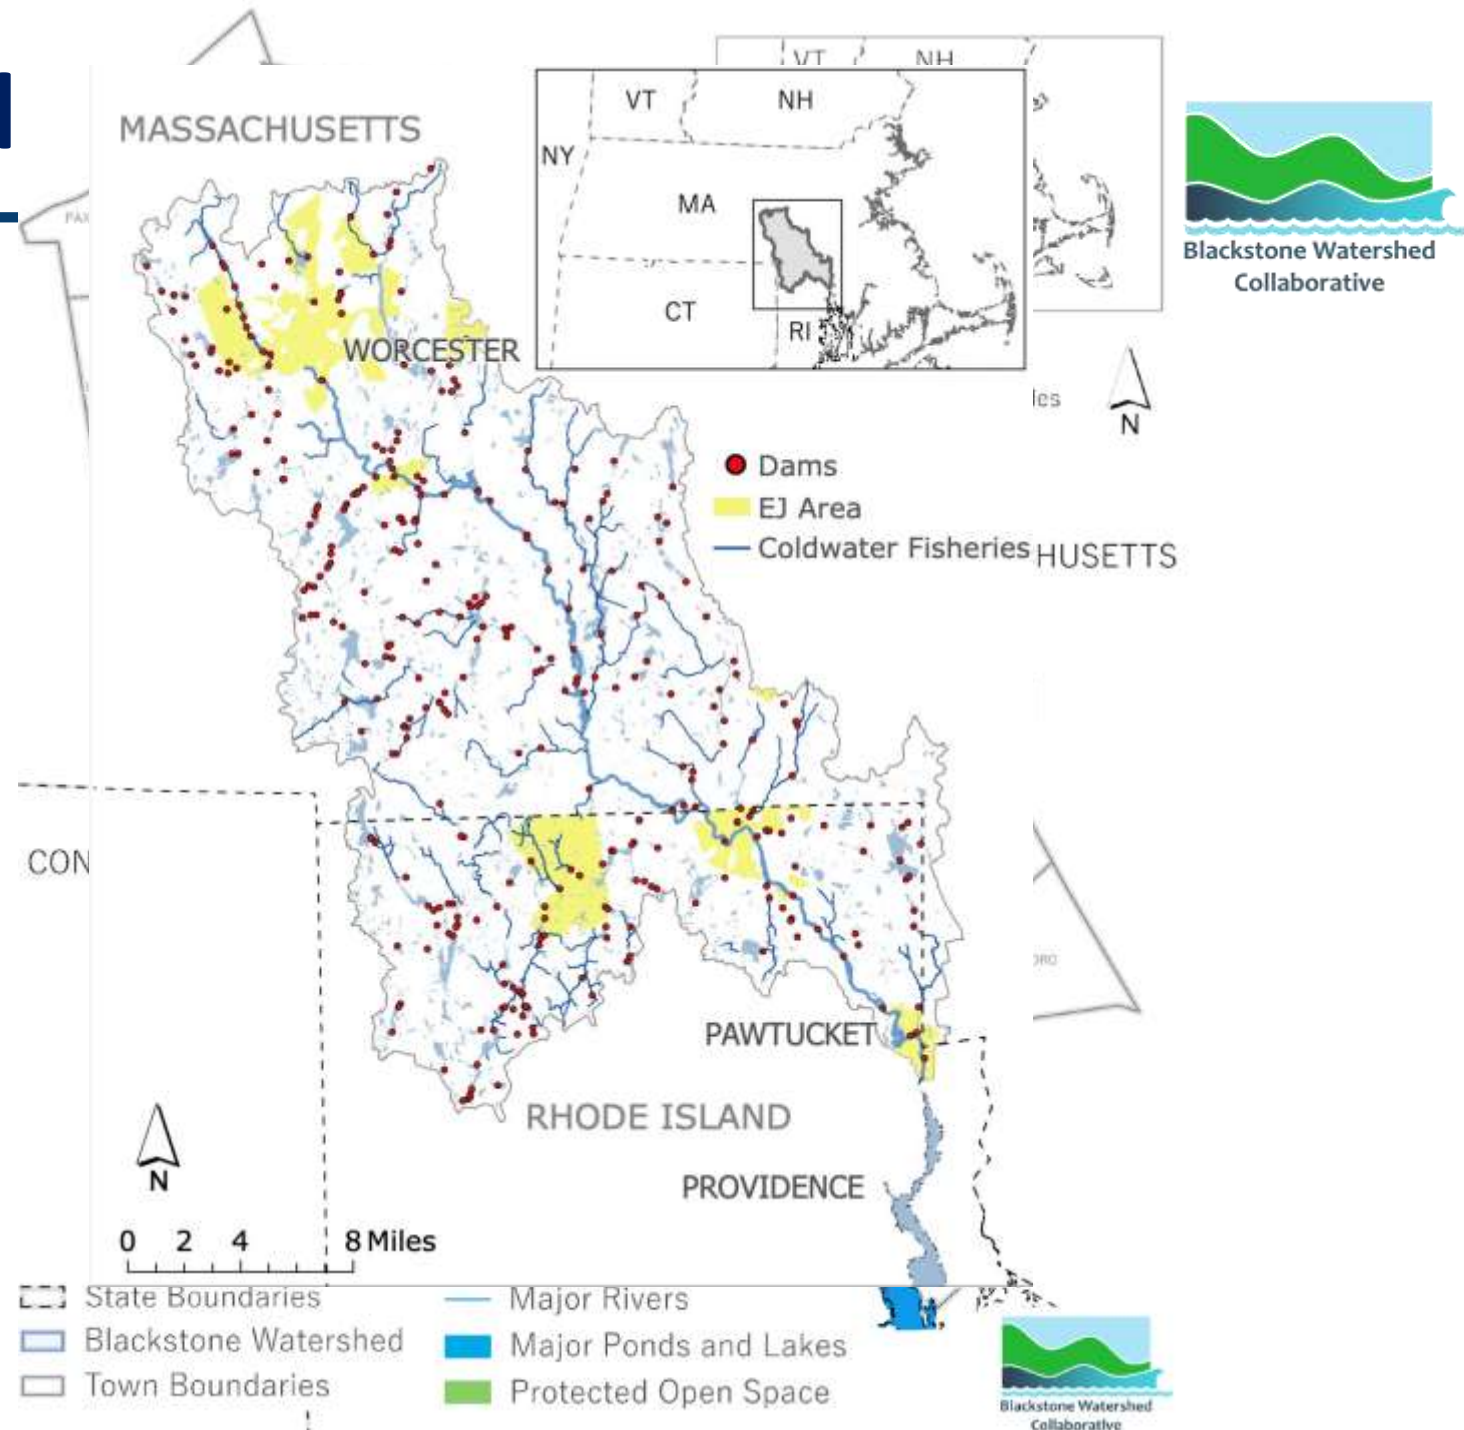 VT NH
MASSACHUSETTS
VT
NH
NY
MA
CT
RI
Blackstone Watershed
Collaborative
WORCESTER
N
Dams
EJ Area
Coldwater Fisheries
HUSETTS
CON
PAWTUCKET
RHODE ISLAND
PROVIDENCE
N
0 2 4 8 Miles
State Boundaries
Blackstone Watershed
Town Boundaries
Major Rivers
Major Ponds and Lakes
Protected Open Space
Blackstone Watershed
Collaborative